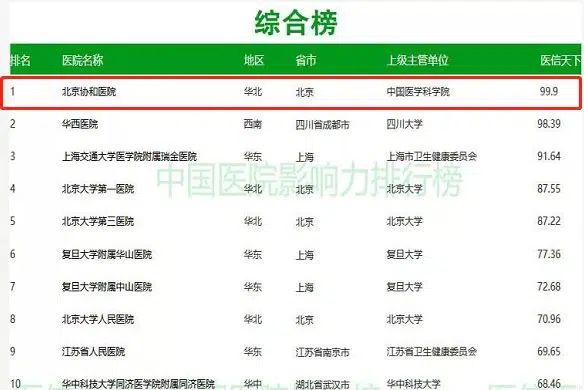 综合榜
排名 医院名称 地区 省市 上级主管单位 医信天下
1 北京协和医院 华北 北京 中国医学科学院 99.9
2 华西医院 西南 四川省成都市 四川大学 98.39
3 上海交通大学医学院附属瑞金医院 华东 上海 上海市卫生健康委员会 91.64
中国医院影响力排行榜
4 北京大学第一医院 华北 北京 北京大学 87.55
5 北京大学第三医院 华北 北京 北京大学 87.22
6 复旦大学附属华山医院 华东 上海 复旦大学 77.36
7 复旦大学附属中山医院 华东 上海 复旦大学 72.68
8 北京大学人民医院 华北 北京 北京大学 70.96
9 江苏省人民医院 华东 江苏省南京市 江苏省卫生健康委员会 69.65
10 华中科技大学同济医学院附属同济医院 华中 湖北省武汉市 华中科技大学 68.46